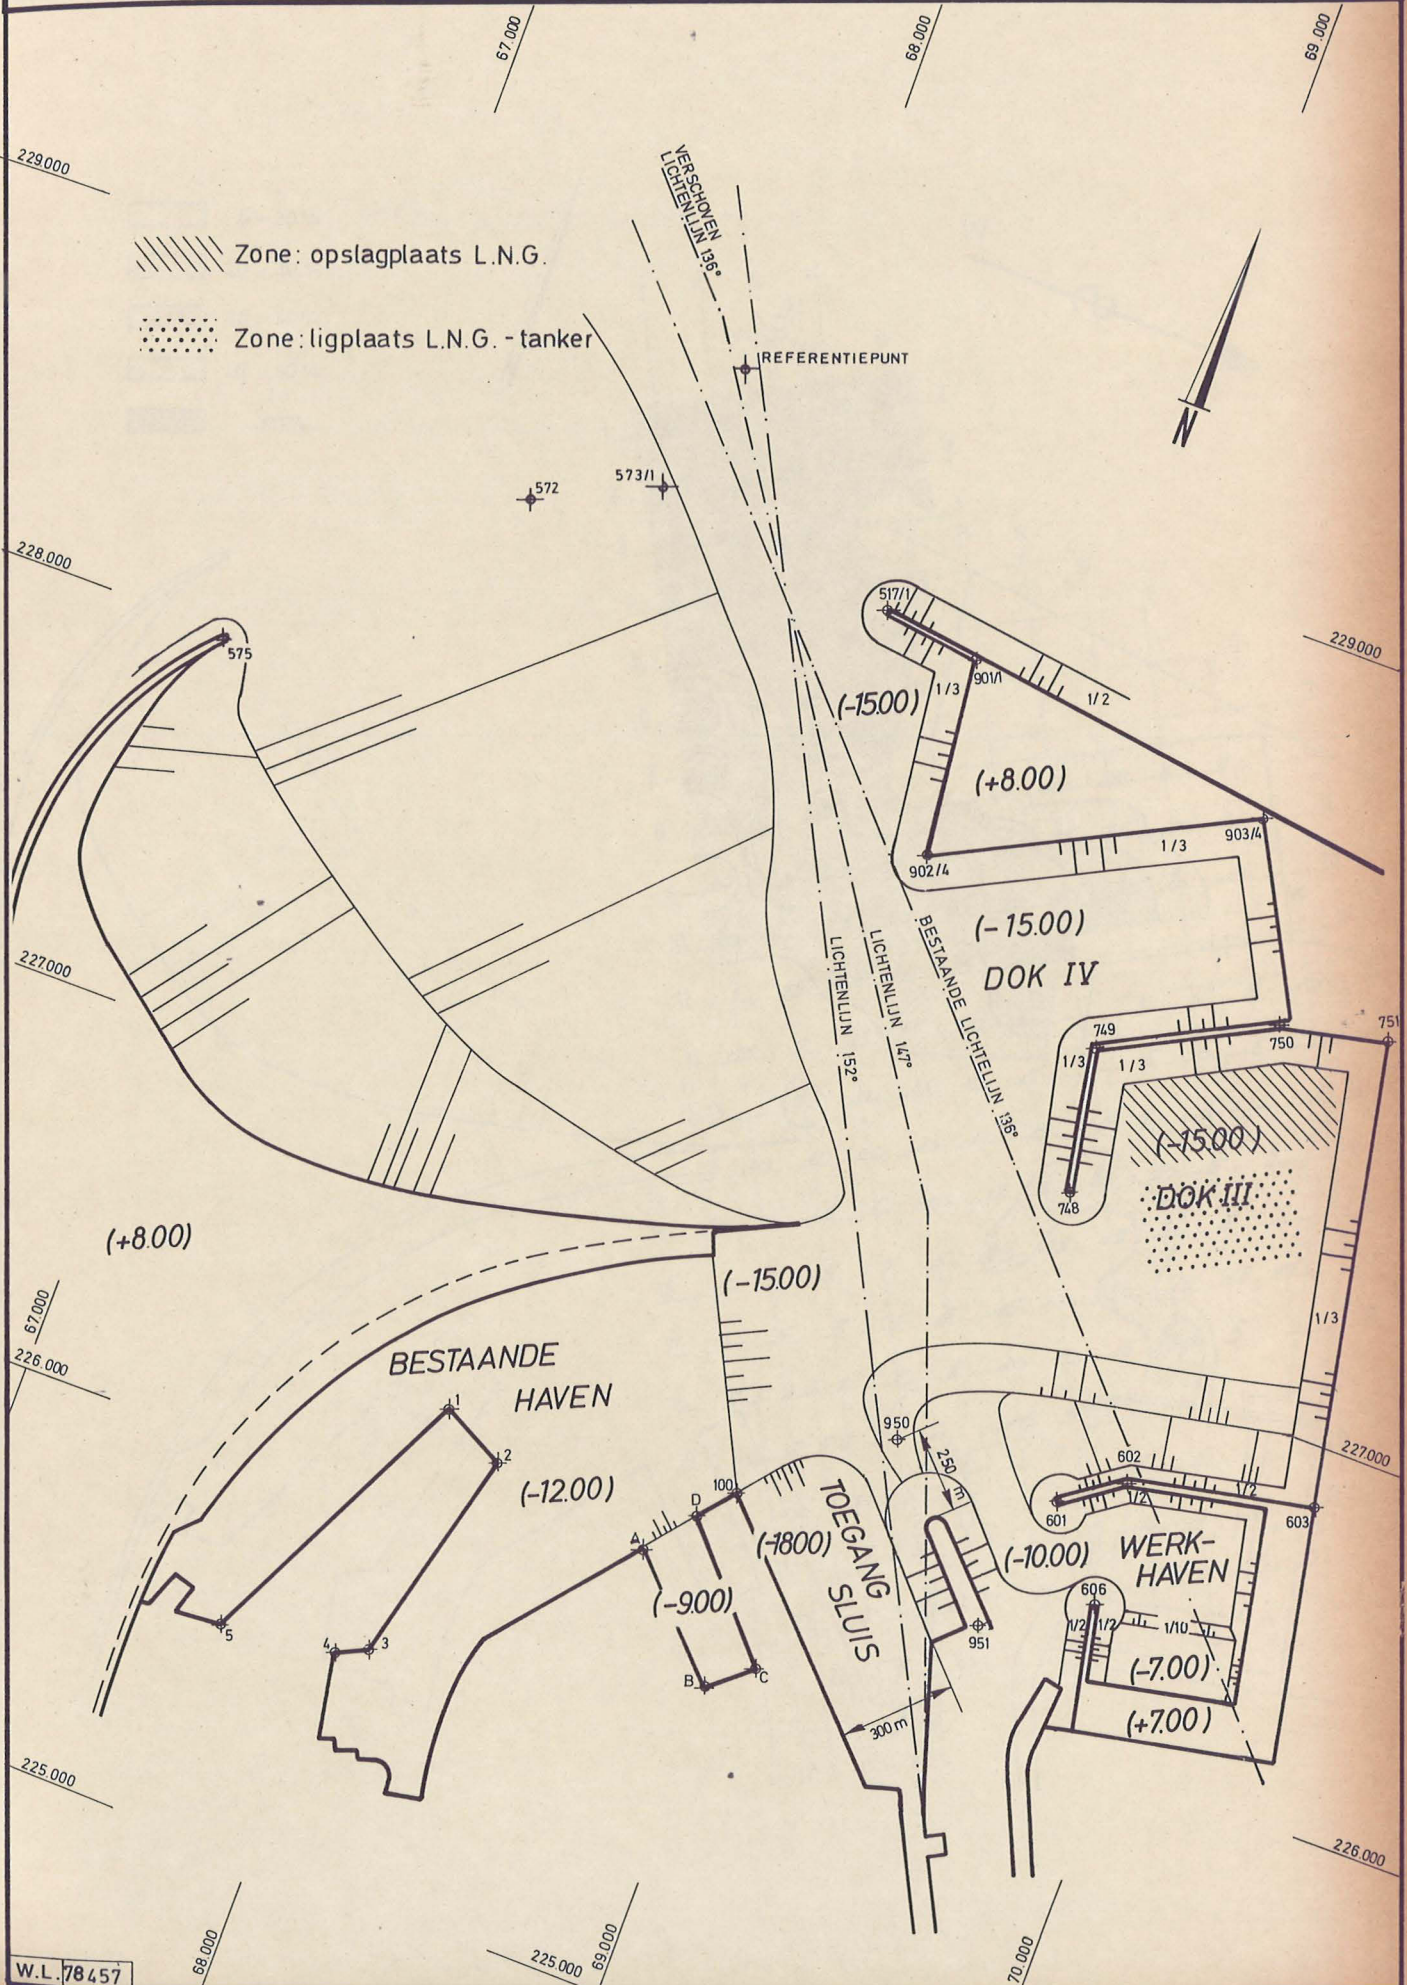 67.000
68.000
69.000
229.000
VERSCHOVEN
LICHTENLIJN 136°
Zone: opslagplaats L.N.G.
Zone: ligplaats L.N.G. - tanker
REFERENTIEPUNT
N
572
573/1
228.000
517/1
575
901/1
229.000
(-15.00)
1/3
1/2
(+8.00)
903/4
1/3
902/4
(-15.00)
DOK IV
227.000
LICHTENLIJN 152°
LICHTENLIJN 147°
BESTAANDE LICHTELIJN 136°
749
750
751
1/3
1/3
(-15.00)
DOK III
748
(+8.00)
(-15.00)
67.000
226.000
1/3
BESTAANDE
HAVEN
1
950
250 m
227.000
2
602
(-12.00)
100
D
TOEGANG
SLUIS
601
1/2
1/2
603
A
(-18.00)
(-10.00)
WERK-
HAVEN
(-9.00)
606
5
4
3
951
1/2
1/2
1/10
B
C
(-7.00)
300 m
(+7.00)
225.000
226.000
68.000
225.000
69.000
70.000
W.L. 78457